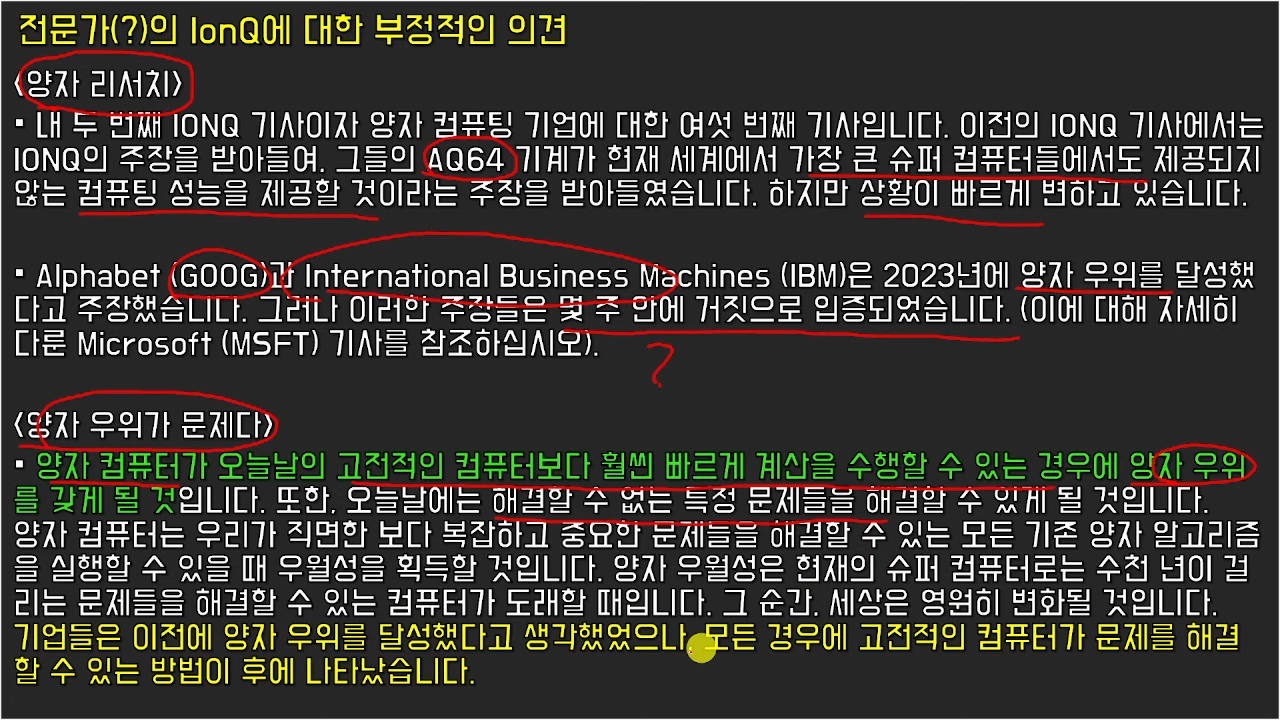 전문가(?)의 IonQ에 대한 부정적인 의견
<양자 리서치>
▪ 내 두 번째 IONQ 기사이자 양자 컴퓨팅 기업에 대한 여섯 번째 기사입니다. 이전의 IONQ 기사에서는
IONQ의 주장을 받아들여, 그들의 AQ64 기계가 현재 세계에서 가장 큰 슈퍼 컴퓨터들에서도 제공되지
않는 컴퓨팅 성능을 제공할 것이라는 주장을 받아들였습니다. 하지만 상황이 빠르게 변하고 있습니다.
▪ Alphabet (GOOG)과 International Business Machines (IBM)은 2023년에 양자 우위를 달성했
다고 주장했습니다. 그러나 이러한 주장들은 몇 주 안에 거짓으로 입증되었습니다. (이에 대해 자세히
다룬 Microsoft (MSFT) 기사를 참조하십시오).
?
<양자 우위가 문제다>
▪ 양자 컴퓨터가 오늘날의 고전적인 컴퓨터보다 훨씬 빠르게 계산을 수행할 수 있는 경우에 양자 우위
를 갖게 될 것입니다. 또한, 오늘날에는 해결할 수 없는 특정 문제들을 해결할 수 있게 될 것입니다.
양자 컴퓨터는 우리가 직면한 보다 복잡하고 중요한 문제들을 해결할 수 있는 모든 기존 양자 알고리즘
을 실행할 수 있을 때 우월성을 획득할 것입니다. 양자 우월성은 현재의 슈퍼 컴퓨터로는 수천 년이 걸
리는 문제들을 해결할 수 있는 컴퓨터가 도래할 때입니다. 그 순간, 세상은 영원히 변화될 것입니다.
기업들은 이전에 양자 우위를 달성했다고 생각했었으나, 모든 경우에 고전적인 컴퓨터가 문제를 해결
할 수 있는 방법이 후에 나타났습니다.